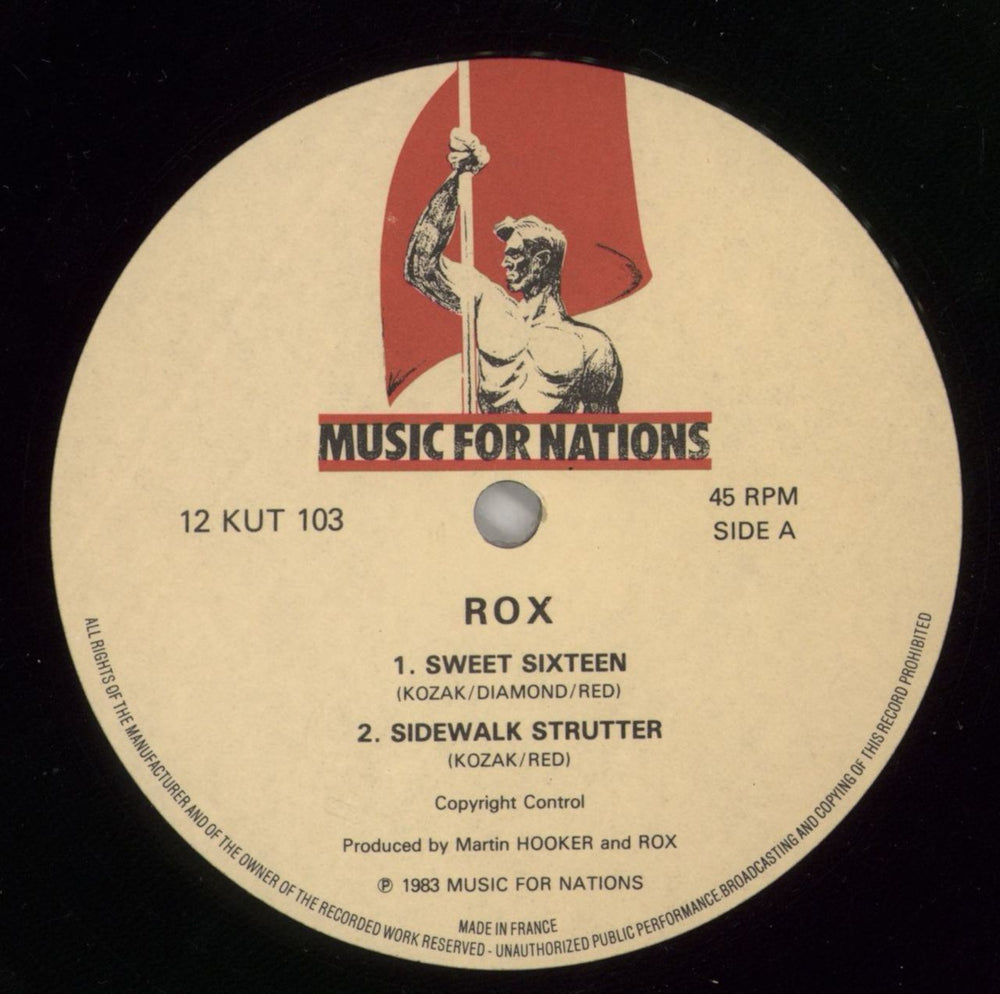 MUSIC FOR NATIONS
12 KUT 103
45 RPM
SIDE A
ROX
1. SWEET SIXTEEN
(KOZAK/DIAMOND/RED)
2. SIDEWALK STRUTTER
(KOZAK/RED)
Copyright Control
Produced by Martin HOOKER and ROX
℗ 1983 MUSIC FOR NATIONS
MADE IN FRANCE
ALL RIGHTS OF THE MANUFACTURER AND OF THE OWNER OF THE RECORDED WORK RESERVED - UNAUTHORIZED PUBLIC PERFORMANCE.BROADCASTING AND COPYING OF THIS RECORD PROHIBITED